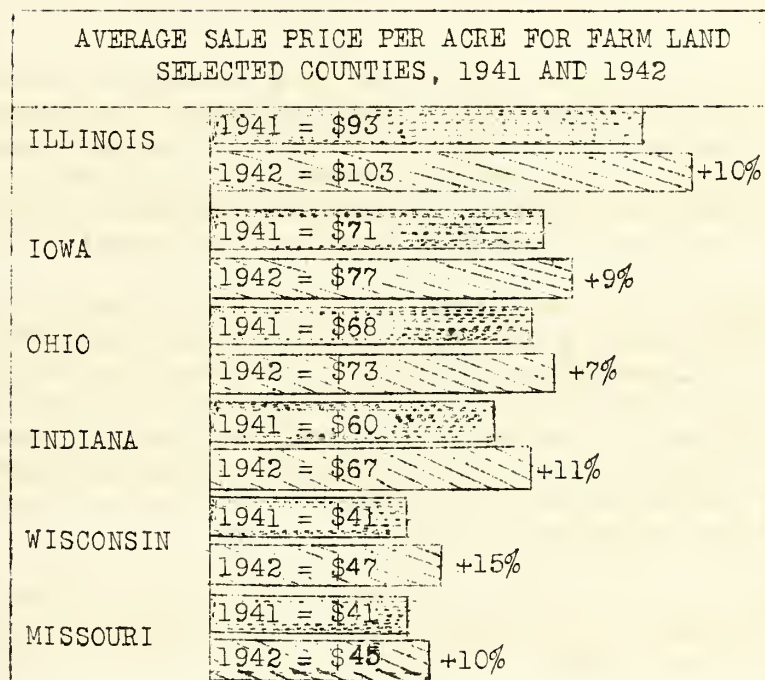 AVERAGE SALE PRICE PER ACRE FOR FARM LAND
SELECTED COUNTIES, 1941 AND 1942
ILLINOIS
1941 = $93
1942 = $103 +10%
IOWA
1941 = $71
1942 = $77 +9%
OHIO
1941 = $68
1942 = $73 +7%
INDIANA
1941 = $60
1942 = $67 +11%
WISCONSIN
1941 = $41
1942 = $47 +15%
MISSOURI
1941 = $41
1942 = $45 +10%